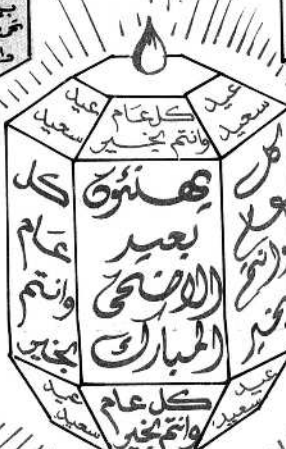 عيد
سعيد
كل عام
وانتم بخير
عيد
سعيد
كل
عام
وانتم
بخير
يهنئون
بعيد
الاضحى
المبارك
كل
عام
وانتم
بخير
عيد
سعيد
كل عام
وانتم بخير
عيد
سعيد